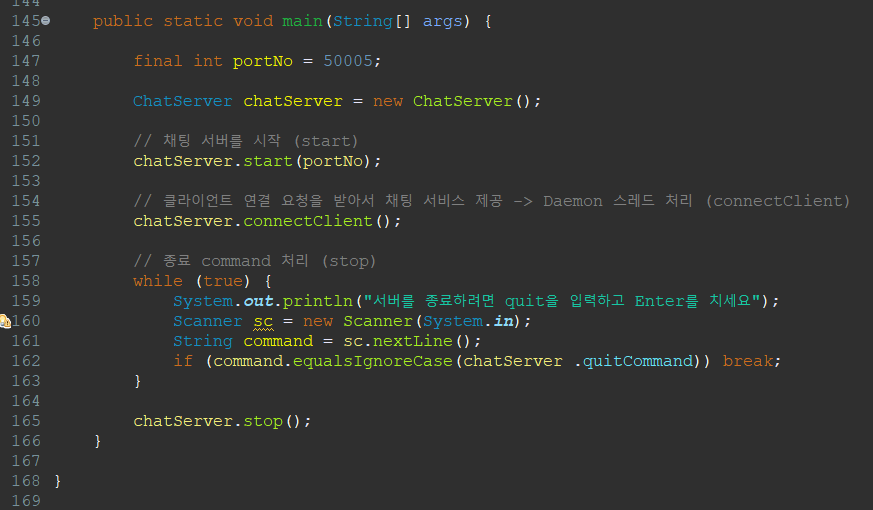 144
145 public static void main(String[] args) {
146
147 final int portNo = 50005;
148
149 ChatServer chatServer = new ChatServer();
150
151 // 채팅 서버를 시작 (start)
152 chatServer.start(portNo);
153
154 // 클라이언트 연결 요청을 받아서 채팅 서비스 제공 -> Daemon 스레드 처리 (connectClient)
155 chatServer.connectClient();
156
157 // 종료 command 처리 (stop)
158 while (true) {
159 System.out.println("서버를 종료하려면 quit을 입력하고 Enter를 치세요");
160 Scanner sc = new Scanner(System.in);
161 String command = sc.nextLine();
162 if (command.equalsIgnoreCase(chatServer .quitCommand)) break;
163 }
164
165 chatServer.stop();
166 }
167
168 }
169